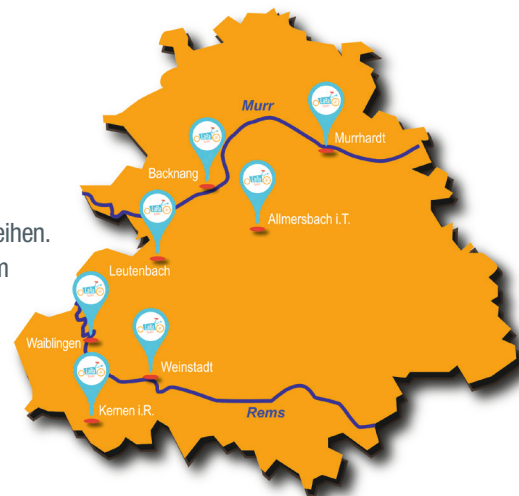 Murr
Murrhardt
Backnang
Allmersbach i.T.
eihen.
Leutenbach
Waiblingen
Weinstadt
Kernen i.R.
Rems